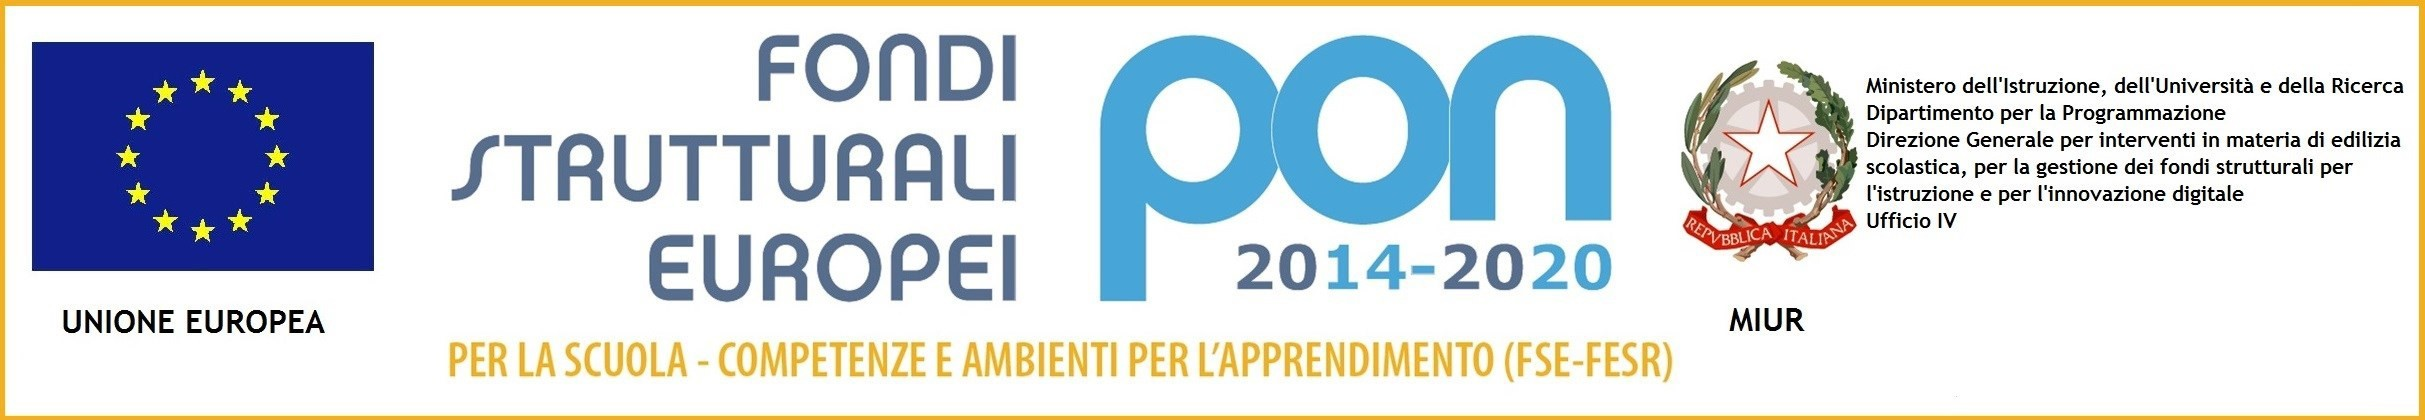 UNIONE EUROPEA
FONDI
STRUTTURALI
EUROPEI
pon
2014-2020
PER LA SCUOLA - COMPETENZE E AMBIENTI PER L'APPRENDIMENTO (FSE-FESR)
REPVBBLICA ITALIANA
MIUR
Ministero dell'Istruzione, dell'Università e della Ricerca
Dipartimento per la Programmazione
Direzione Generale per interventi in materia di edilizia
scolastica, per la gestione dei fondi strutturali per
l'istruzione e per l'innovazione digitale
Ufficio IV